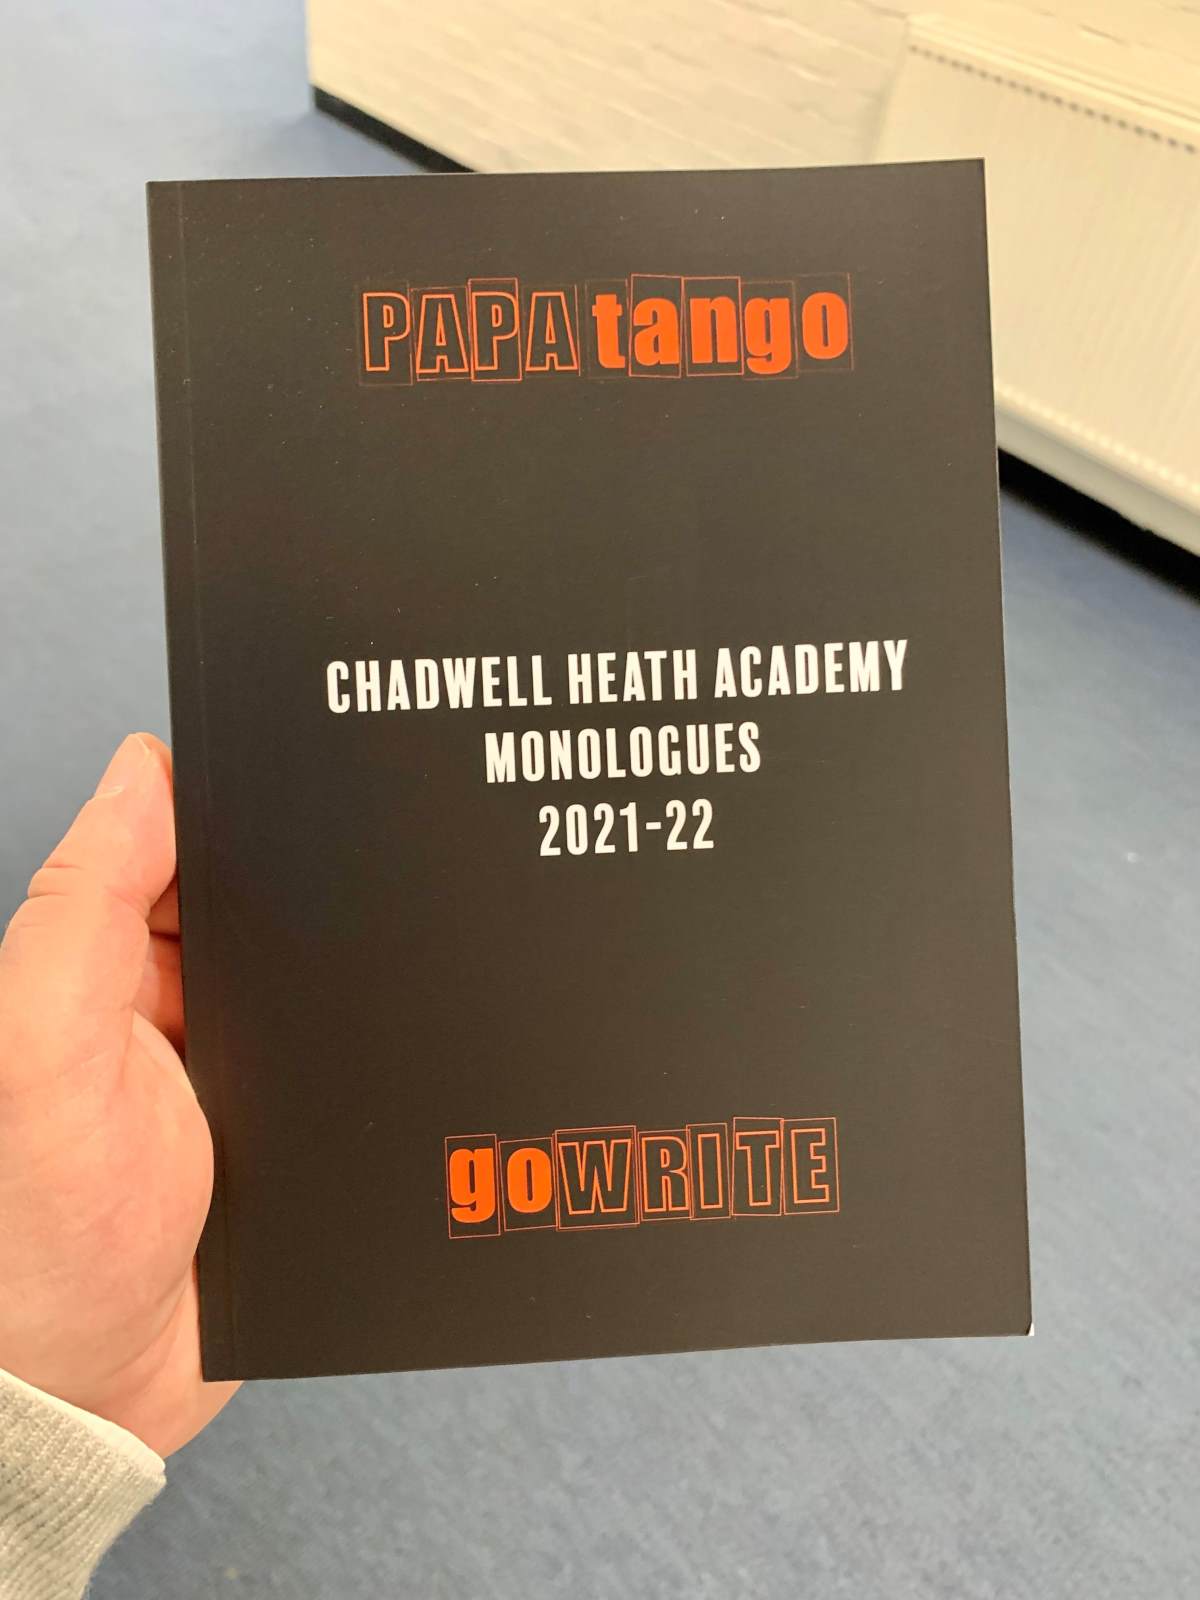 PAPA tango
CHADWELL HEATH ACADEMY
MONOLOGUES
2021-22
goWRITE